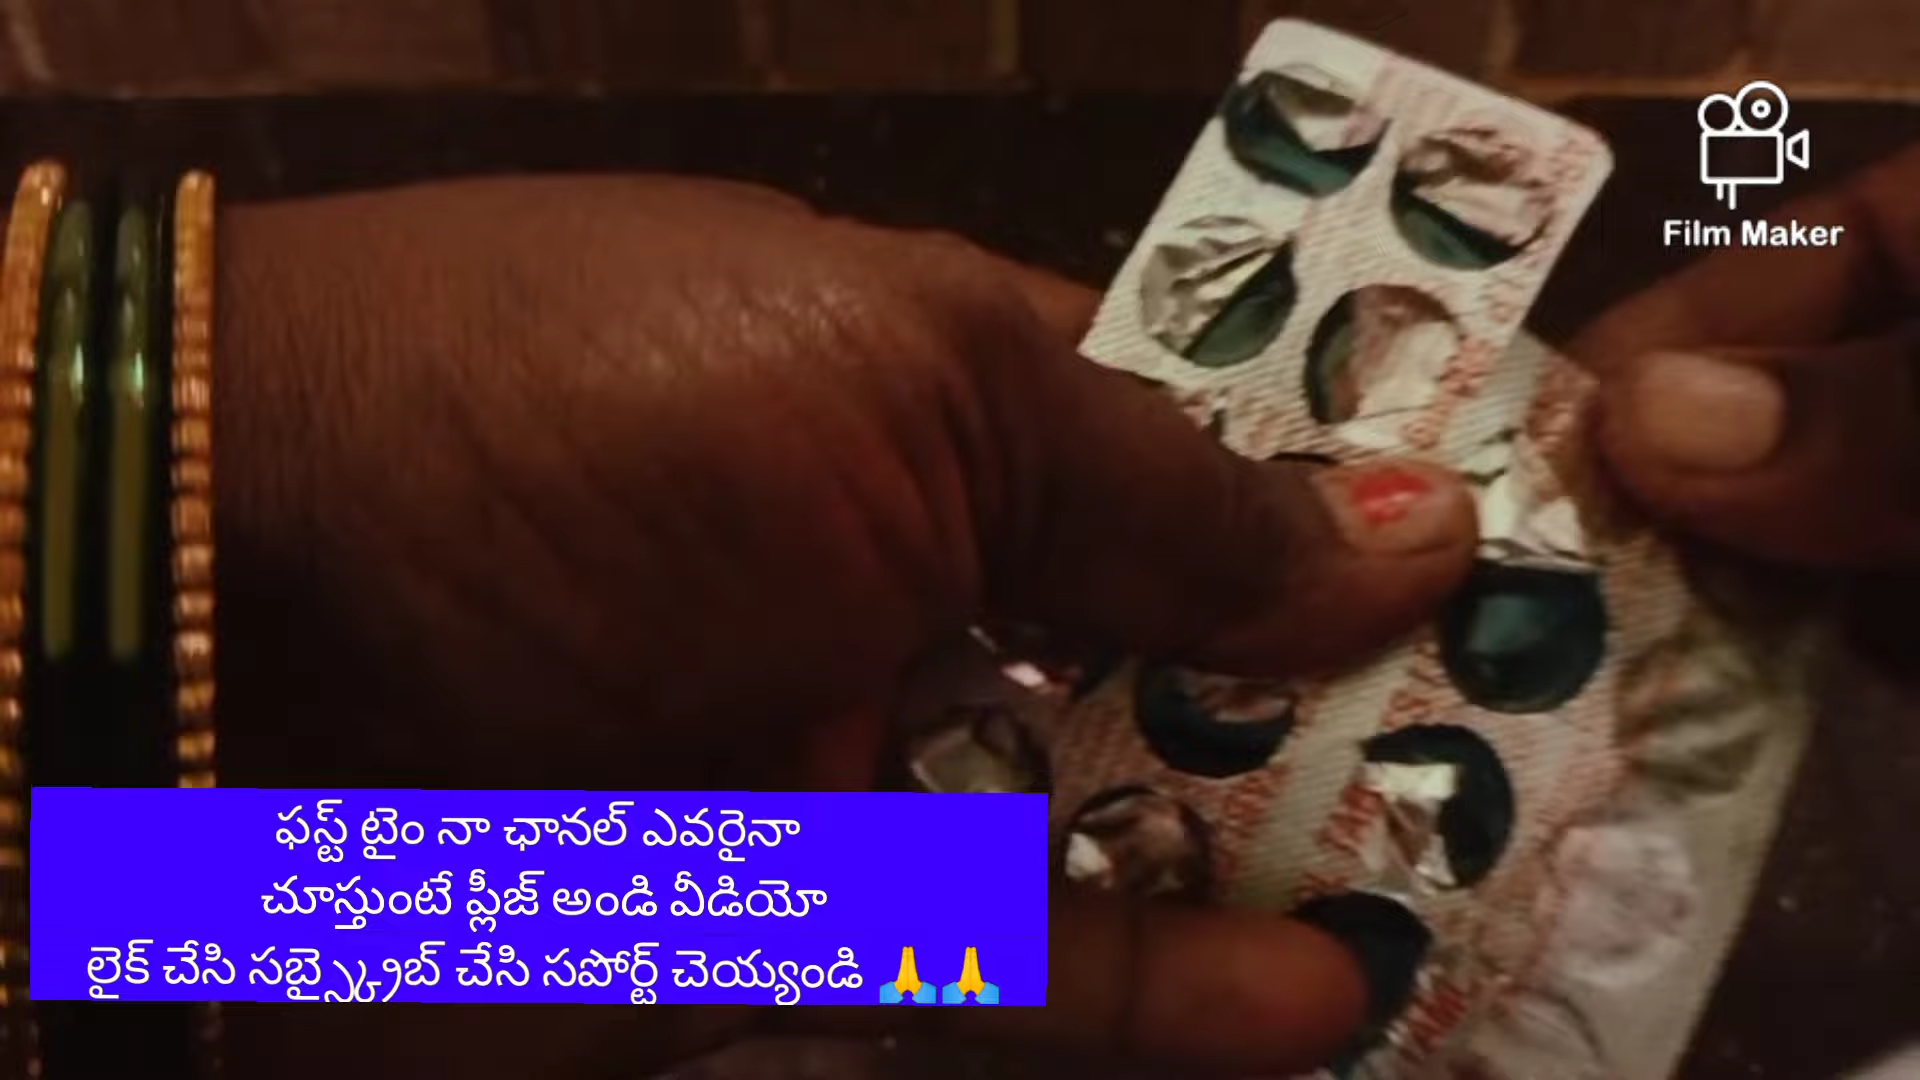 Film Maker
ఫస్ట్ టైం నా ఛానల్ ఎవరైనా
చూస్తుంటే ప్లీజ్ అండి వీడియో
లైక్ చేసి సబ్స్క్రైబ్ చేసి సపోర్ట్ చెయ్యండి 🙏🙏